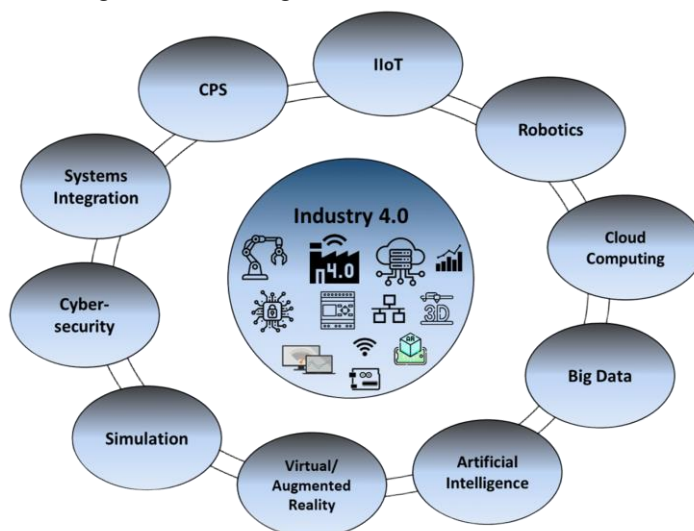 IIoT
CPS
Robotics
Systems
Integration
Industry 4.0
4.0
Cloud
Computing
Cyber-
security
3D
AR
Big Data
Simulation
Virtual/
Augmented
Reality
Artificial
Intelligence